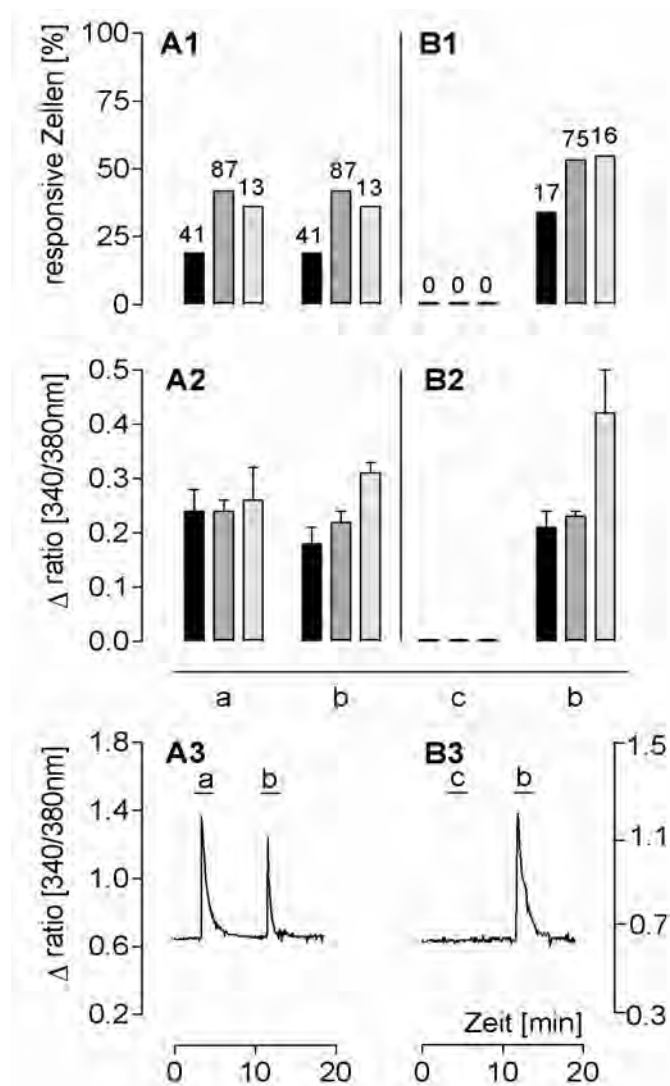 100
A1
B1
responsive Zellen [%]
75
50
25
0
41
87
13
41
87
13
0 0 0
17
75
16
0.5
A2
B2
Δ ratio [340/380nm]
0.4
0.3
0.2
0.1
0.0
a b c b
1.8
A3
B3
1.5
Δ ratio [340/380nm]
a b
c b
1.4
1.1
1.0
0.7
0.6
0.2
0.3
Zeit [min]
0 10 20
0 10 20